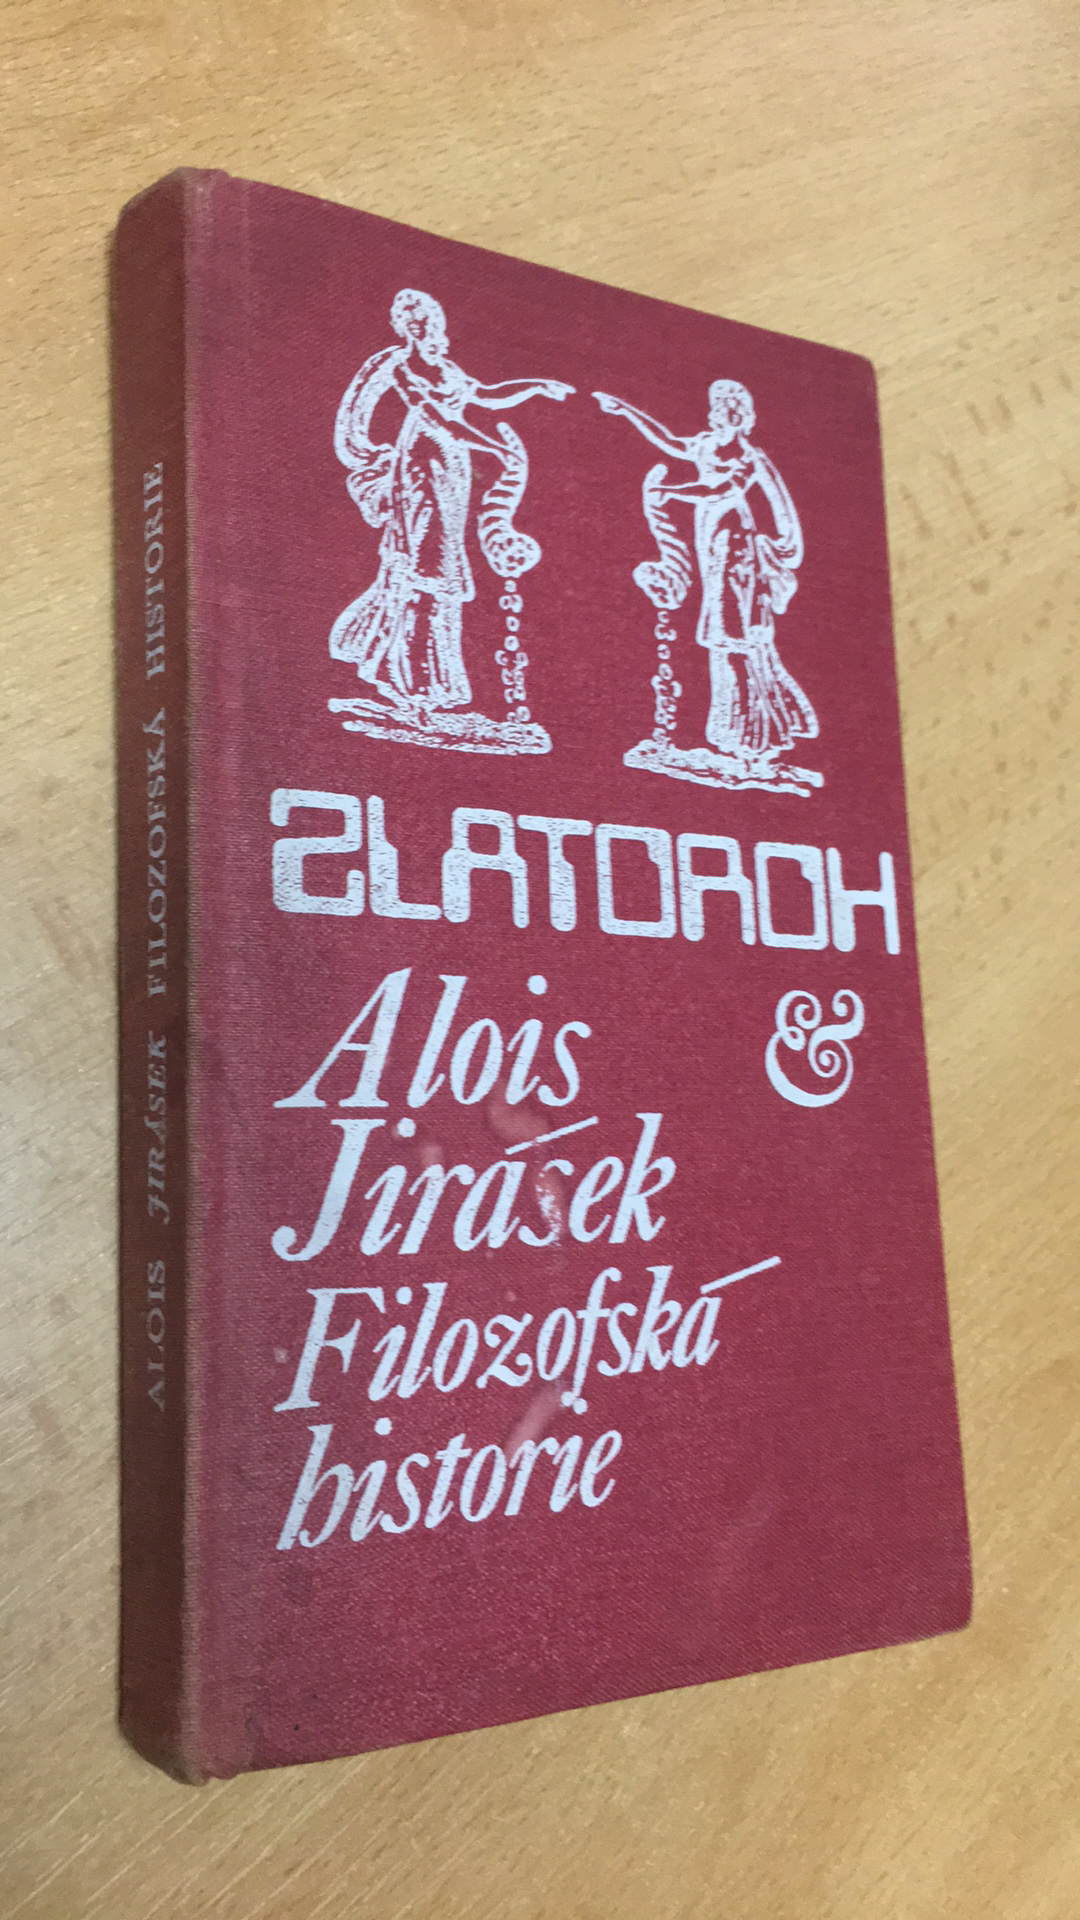 ALOIS JIRÁSEK FILOZOFSKÁ HISTORIE
ZLATOROH
Alois &
Jirásek
Filozofská
historie